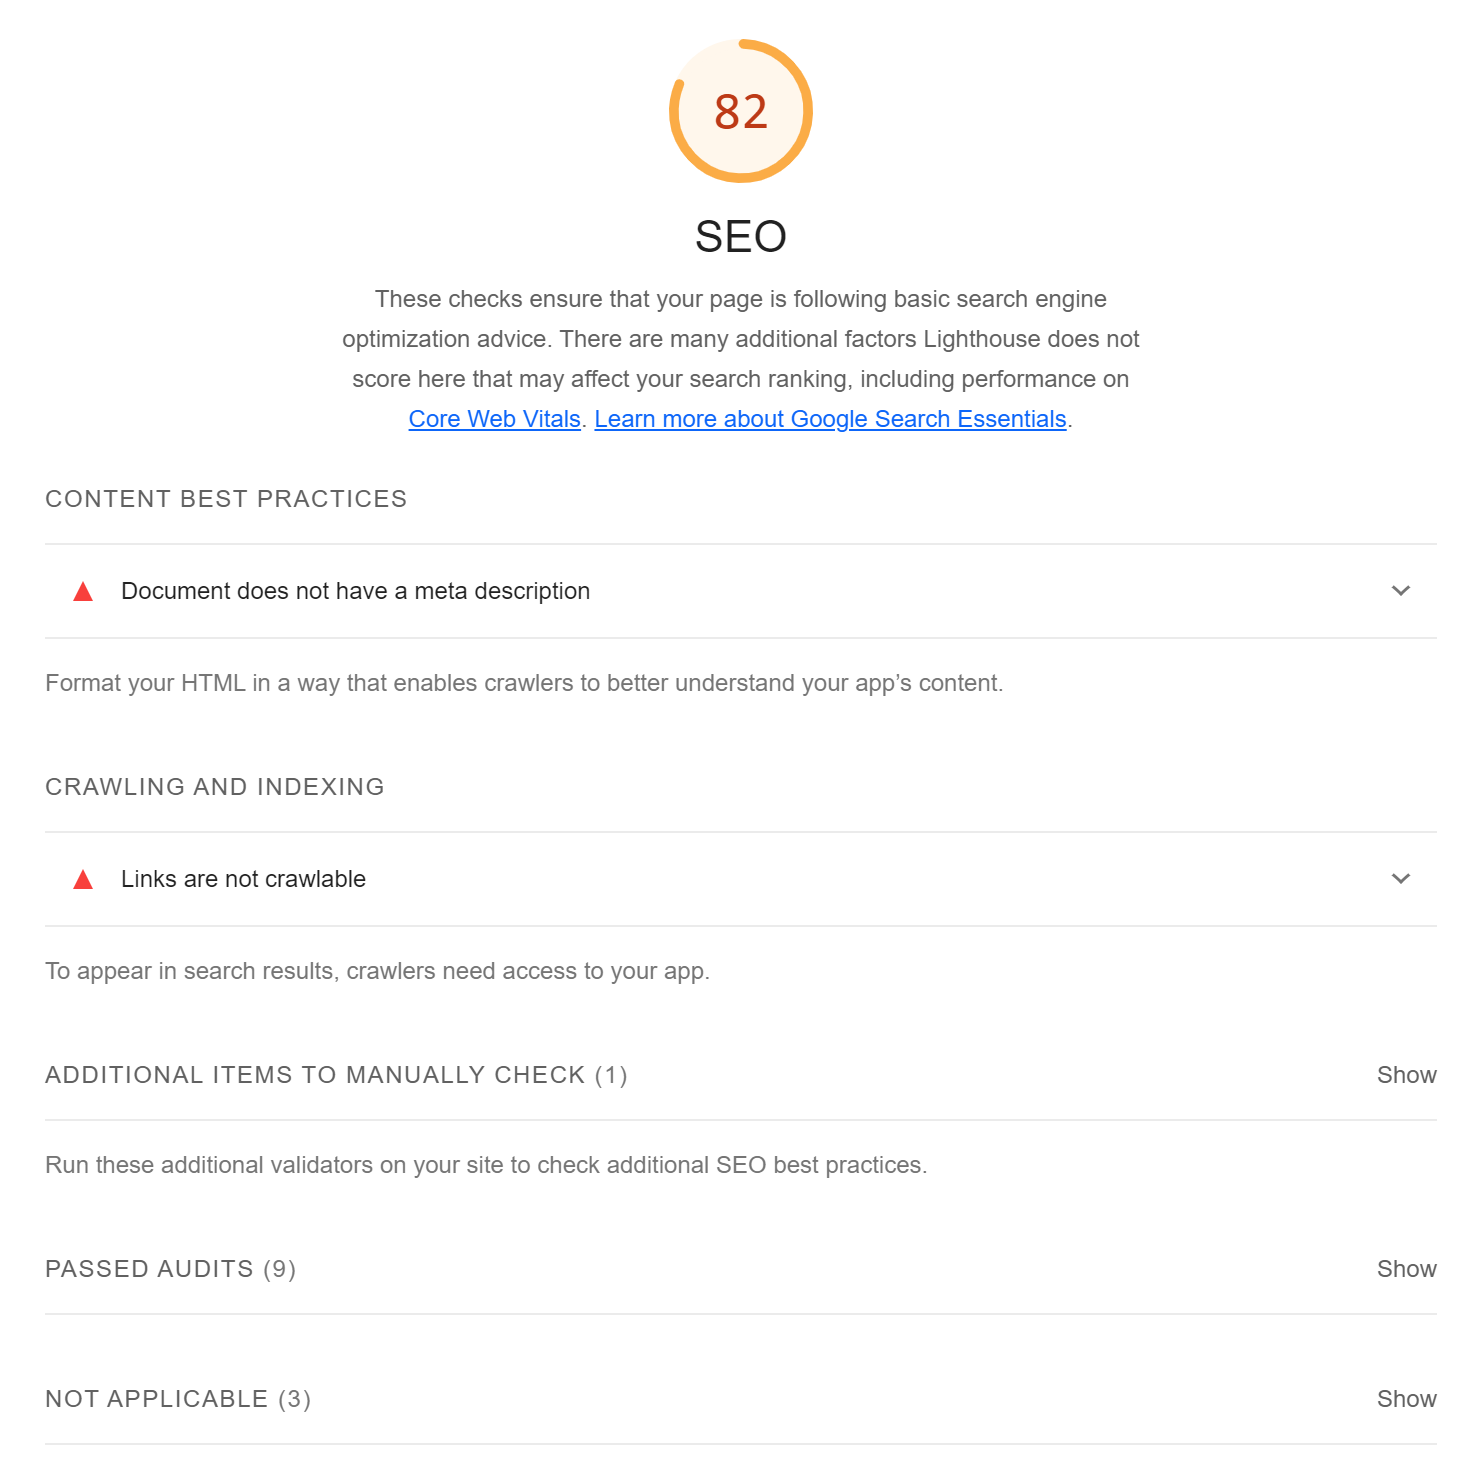 82
SEO
These checks ensure that your page is following basic search engine
optimization advice. There are many additional factors Lighthouse does not
score here that may affect your search ranking, including performance on
Core Web Vitals. Learn more about Google Search Essentials.
CONTENT BEST PRACTICES
Document does not have a meta description
Format your HTML in a way that enables crawlers to better understand your app’s content.
CRAWLING AND INDEXING
Links are not crawlable
To appear in search results, crawlers need access to your app.
ADDITIONAL ITEMS TO MANUALLY CHECK (1) Show
Run these additional validators on your site to check additional SEO best practices.
PASSED AUDITS (9) Show
NOT APPLICABLE (3) Show